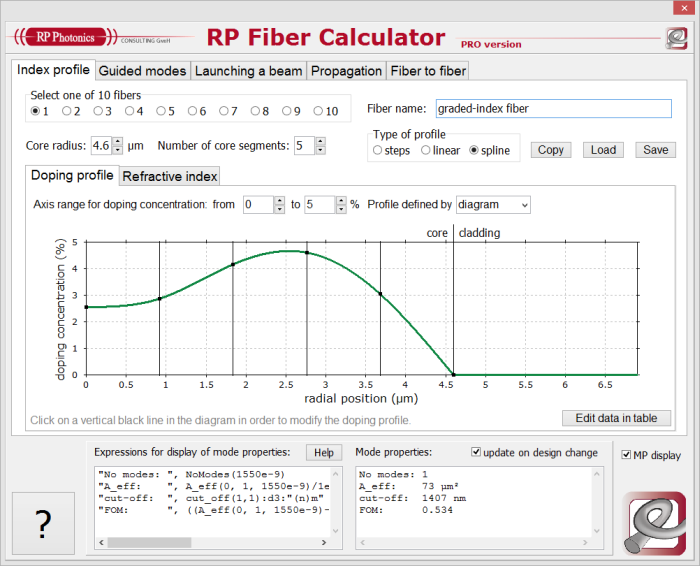 RP Photonics
CONSULTING GmbH
RP Fiber Calculator
PRO version
Index profile Guided modes Launching a beam Propagation Fiber to fiber
Select one of 10 fibers
1 2 3 4 5 6 7 8 9 10
Fiber name: graded-index fiber
Type of profile
steps linear spline
Core radius: 4.6 µm Number of core segments: 5
Copy Load Save
Doping profile Refractive index
Axis range for doping concentration: from 0 to 5 % Profile defined by diagram
core cladding
doping concentration (%)
5
4
3
2
1
0
0 0.5 1 1.5 2 2.5 3 3.5 4 4.5 5 5.5 6 6.5
radial position (µm)
Click on a vertical black line in the diagram in order to modify the doping profile.
Edit data in table
Expressions for display of mode properties: Help
"No modes: ", NoModes(1550e-9)
"A_eff: ", A_eff(0, 1, 1550e-9)/1e
"cut-off: ", cut_off(1,1):d3:"(n)m"
"FOM: ", ((A_eff(0, 1, 1550e-9)-
Mode properties: update on design change
No modes: 1
A_eff: 73 µm²
cut-off: 1407 nm
FOM: 0.534
MP display
?